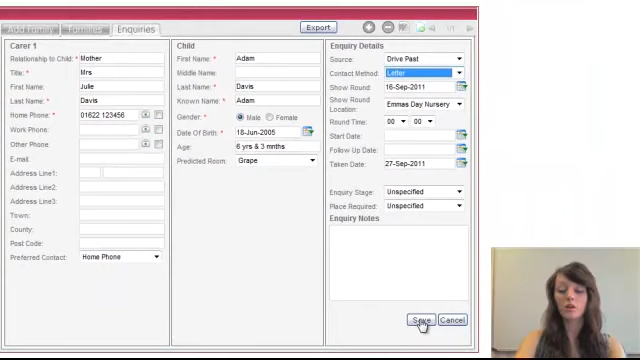 Add Family Families Enquiries Export 1/1
Carer 1
Relationship to Child: * Mother
Title: * Mrs
First Name: * Julie
Last Name: * Davis
Home Phone: * 01622 123456
Work Phone:
Other Phone:
E-mail:
Address Line1:
Address Line2:
Address Line3:
Town:
County:
Post Code:
Preferred Contact: Home Phone
Child
First Name: * Adam
Middle Name:
Last Name: * Davis
Known Name: * Adam
Gender: * Male Female
Date Of Birth: * 18-Jun-2005
Age: 6 yrs & 3 mnths
Predicted Room: Grape
Enquiry Details
Source: Drive Past
Contact Method: Letter
Show Round: 16-Sep-2011
Show Round Location: Emmas Day Nursery
Round Time: 00 00
Start Date:
Follow Up Date:
Taken Date: 27-Sep-2011
Enquiry Stage: Unspecified
Place Required: Unspecified
Enquiry Notes
Save Cancel